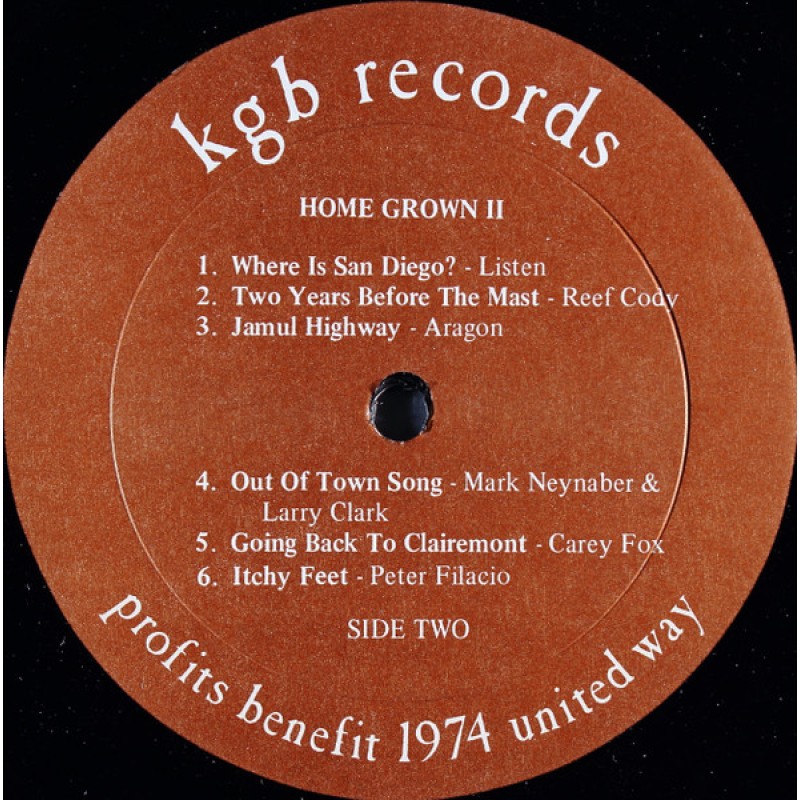 kgb records
HOME GROWN II
1. Where Is San Diego? - Listen
2. Two Years Before The Mast - Reef Cody
3. Jamul Highway - Aragon
4. Out Of Town Song - Mark Neynaber &
Larry Clark
5. Going Back To Clairemont - Carey Fox
6. Itchy Feet - Peter Filacio
SIDE TWO
profits benefit 1974 united way